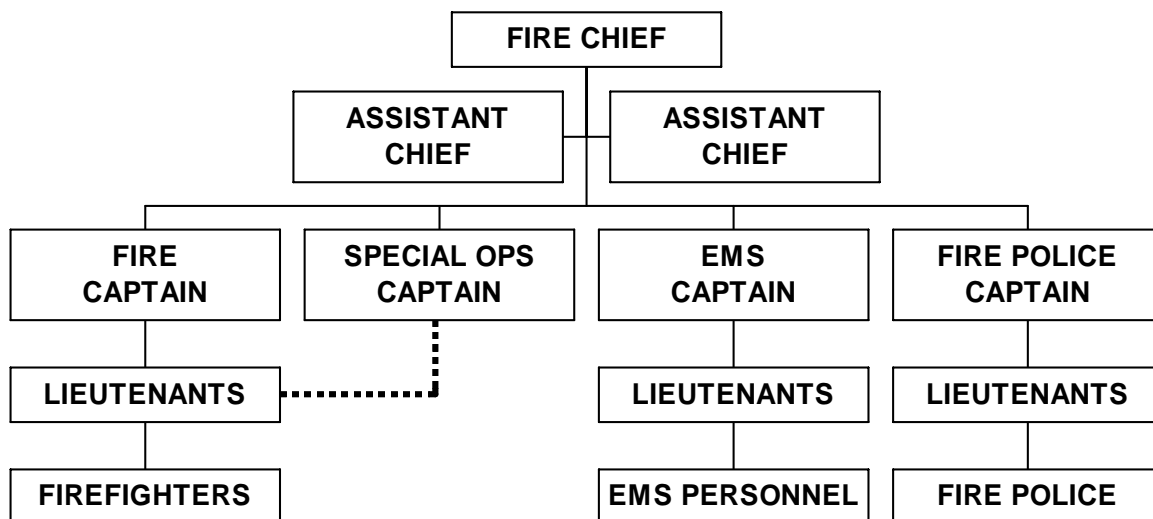 FIRE CHIEF
ASSISTANT
CHIEF
ASSISTANT
CHIEF
FIRE
CAPTAIN
SPECIAL OPS
CAPTAIN
EMS
CAPTAIN
FIRE POLICE
CAPTAIN
LIEUTENANTS
LIEUTENANTS
LIEUTENANTS
FIREFIGHTERS
EMS PERSONNEL
FIRE POLICE